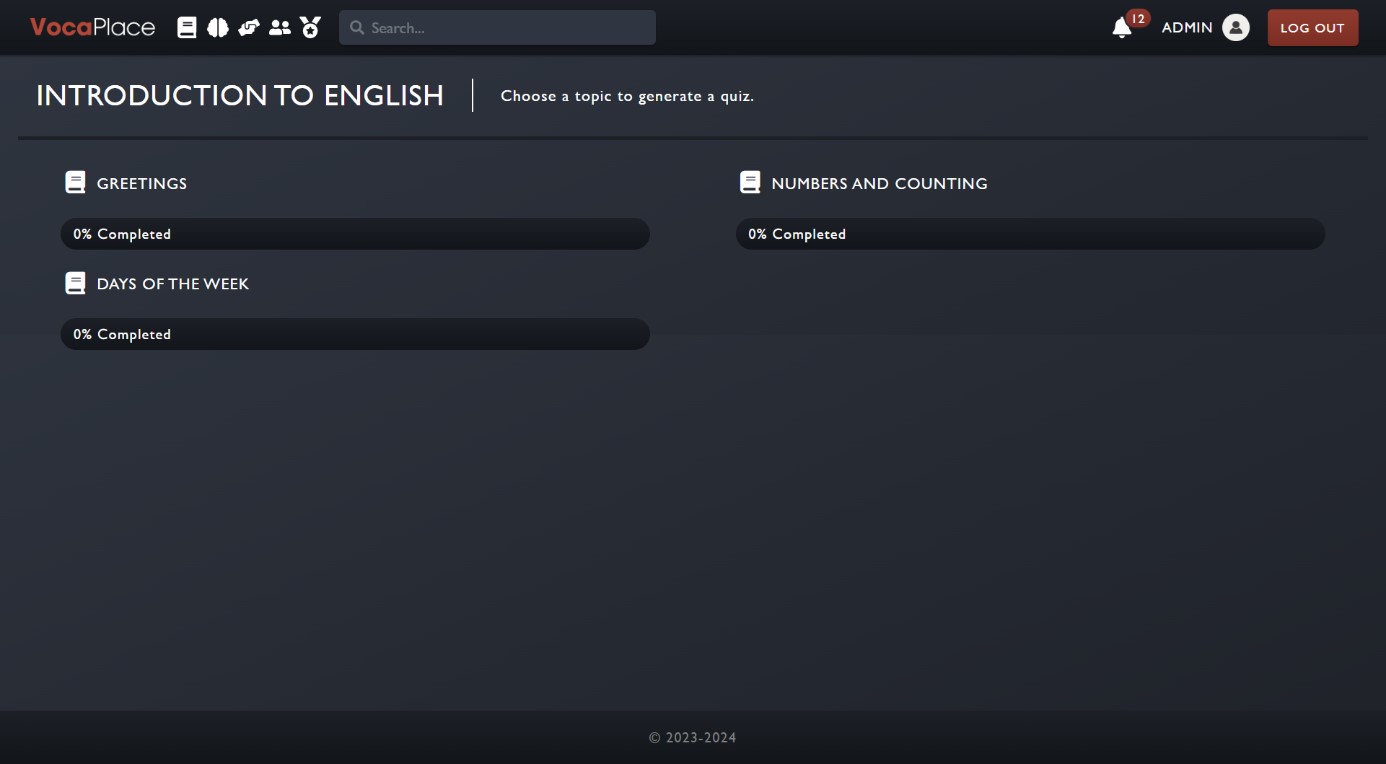 VocaPlace
Search...
12
ADMIN
LOG OUT
INTRODUCTION TO ENGLISH
Choose a topic to generate a quiz.
GREETINGS
0% Completed
NUMBERS AND COUNTING
0% Completed
DAYS OF THE WEEK
0% Completed
© 2023-2024